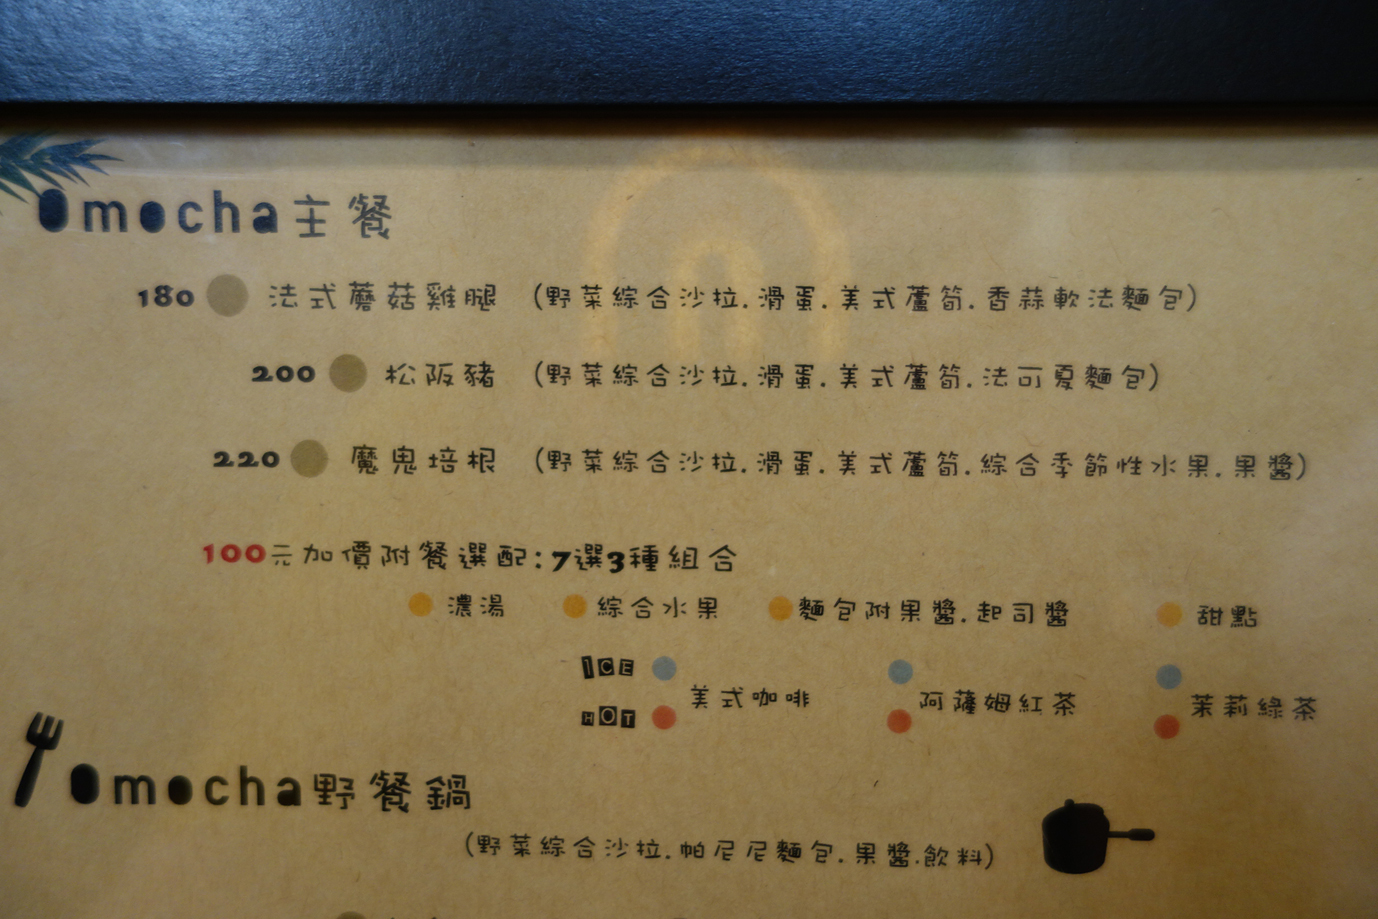 Omocha主餐
180 法式蘑菇雞腿 (野菜綜合沙拉.滑蛋.美式蘆筍.香蒜軟法麵包)
200 松阪豬 (野菜綜合沙拉.滑蛋.美式蘆筍.法可夏麵包)
220 魔鬼培根 (野菜綜合沙拉.滑蛋.美式蘆筍.綜合季節性水果.果醬)
100元加價附餐選配:7選3種組合
濃湯 綜合水果 麵包附果醬.起司醬 甜點
ICE
美式咖啡 阿薩姆紅茶 茉莉綠茶
HOT
Omocha野餐鍋
(野菜綜合沙拉.帕尼尼麵包.果醬.飲料)